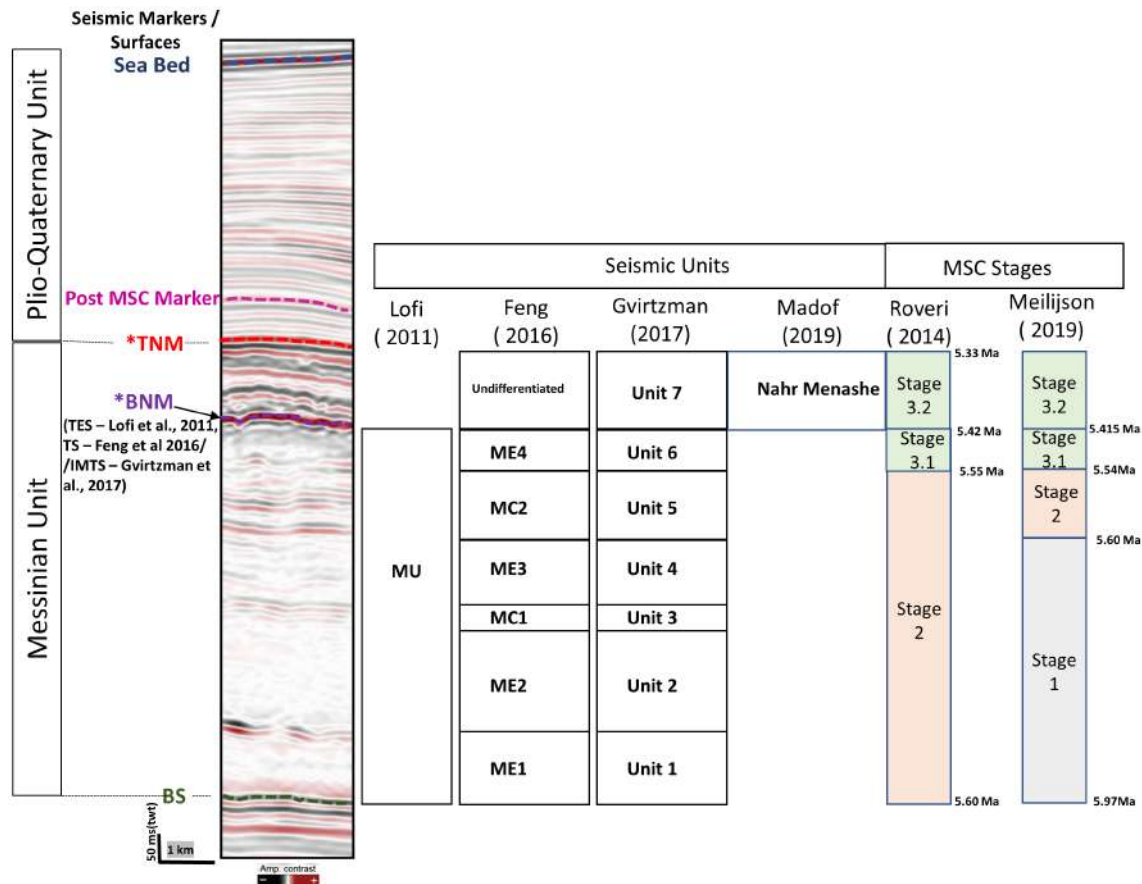 Seismic Markers /
Surfaces
Sea Bed
Plio-Quaternary Unit
Post MSC Marker
*TNM
*BNM
(TES – Lofi et al., 2011,
TS – Feng et al 2016/
/IMTS – Gvirtzman et
al., 2017)
Messinian Unit
BS
50 ms(twt)
1 km
Amp. contrast
− +
Seismic Units
MSC Stages
Lofi
( 2011)
Feng
( 2016)
Gvirtzman
(2017)
Madof
(2019)
Roveri
( 2014)
Meilijson
( 2019)
MU
Undifferentiated
ME4
MC2
ME3
MC1
ME2
ME1
Unit 7
Unit 6
Unit 5
Unit 4
Unit 3
Unit 2
Unit 1
Nahr Menashe
5.33 Ma
Stage
3.2
5.42 Ma
Stage
3.1
5.55 Ma
Stage
2
5.60 Ma
Stage
3.2
5.415 Ma
Stage
3.1
5.54Ma
Stage
2
5.60 Ma
Stage
1
5.97Ma